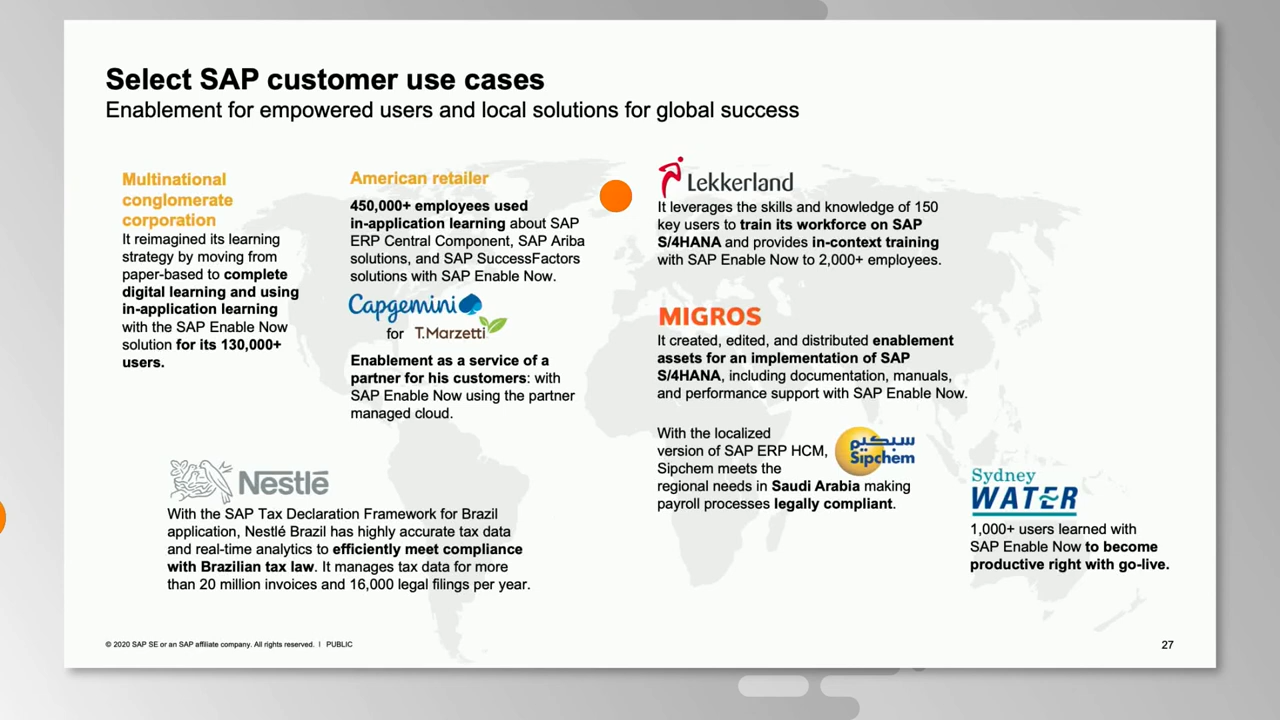 Select SAP customer use cases
Enablement for empowered users and local solutions for global success
Multinational
conglomerate
corporation
It reimagined its learning
strategy by moving from
paper-based to complete
digital learning and using
in-application learning
with the SAP Enable Now
solution for its 130,000+
users.
American retailer
450,000+ employees used
in-application learning about SAP
ERP Central Component, SAP Ariba
solutions, and SAP SuccessFactors
solutions with SAP Enable Now.
Capgemini
for T.Marzetti
Enablement as a service of a
partner for his customers: with
SAP Enable Now using the partner
managed cloud.
Nestlé
With the SAP Tax Declaration Framework for Brazil
application, Nestlé Brazil has highly accurate tax data
and real-time analytics to efficiently meet compliance
with Brazilian tax law. It manages tax data for more
than 20 million invoices and 16,000 legal filings per year.
Lekkerland
It leverages the skills and knowledge of 150
key users to train its workforce on SAP
S/4HANA and provides in-context training
with SAP Enable Now to 2,000+ employees.
MIGROS
It created, edited, and distributed enablement
assets for an implementation of SAP
S/4HANA, including documentation, manuals,
and performance support with SAP Enable Now.
With the localized
version of SAP ERP HCM,
Sipchem meets the
regional needs in Saudi Arabia making
payroll processes legally compliant.
سبكيم
Sipchem
Sydney
WATER
1,000+ users learned with
SAP Enable Now to become
productive right with go-live.
© 2020 SAP SE or an SAP affiliate company. All rights reserved. I PUBLIC
27